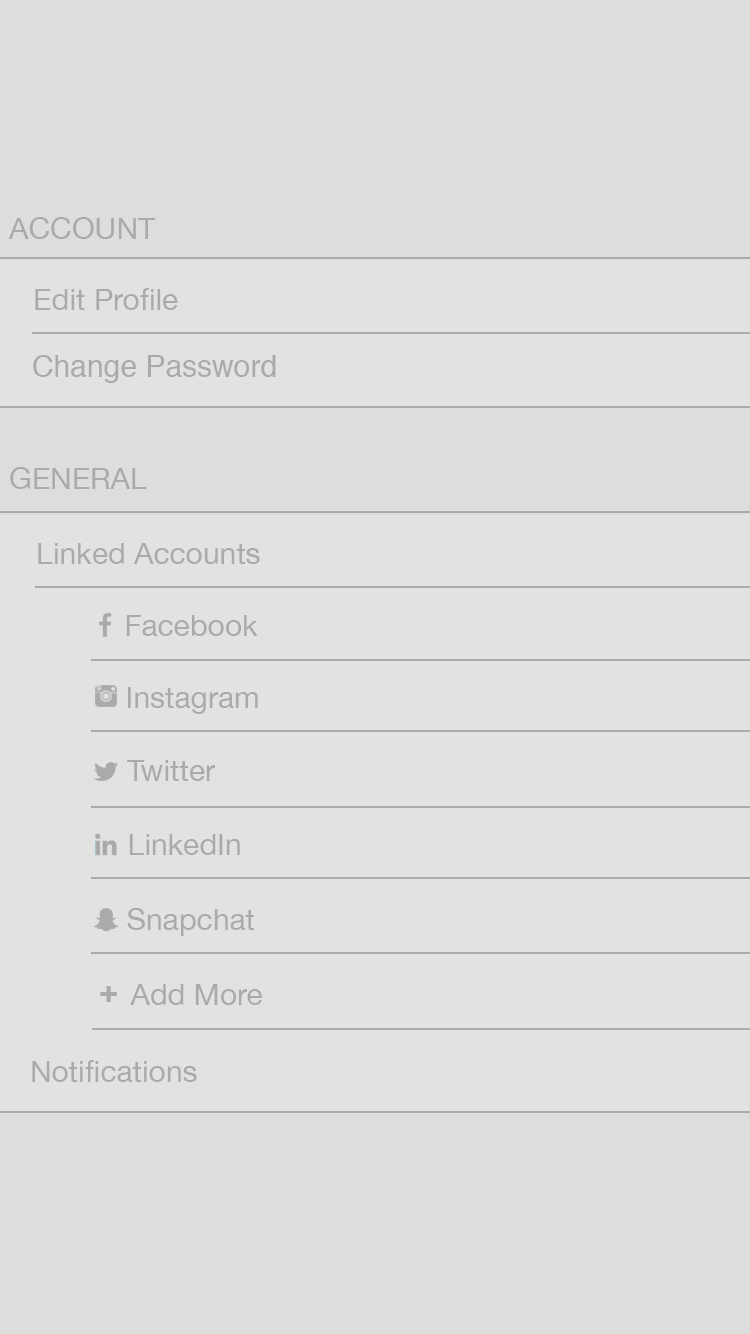 ACCOUNT
Edit Profile
Change Password
GENERAL
Linked Accounts
Facebook
Instagram
Twitter
LinkedIn
Snapchat
+ Add More
Notifications